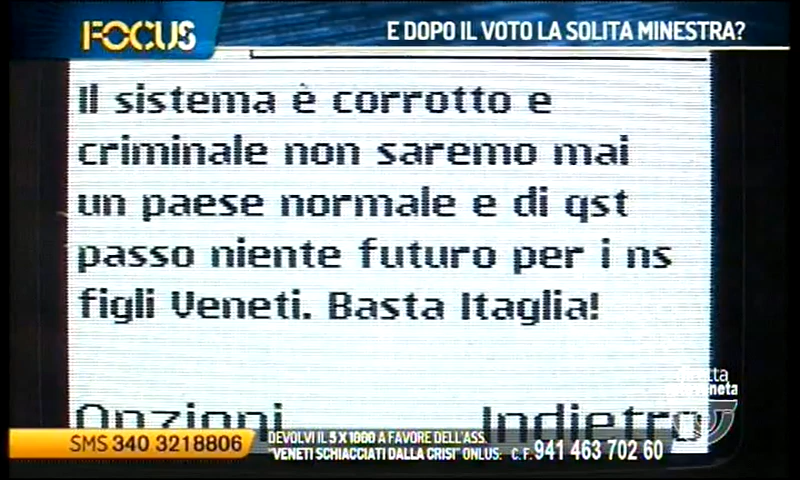 FOCUS
E DOPO IL VOTO LA SOLITA MINESTRA?
Il sistema è corrotto e
criminale non saremo mai
un paese normale e di qst
passo niente futuro per i ns
figli Veneti. Basta Itaglia!
Opzioni Indietro
SMS 340 3218806
DEVOLVI IL 5 X 1000 A FAVORE DELL'ASS.
"VENETI SCHIACCIATI DALLA CRISI" ONLUS: C.F. 941 463 702 60